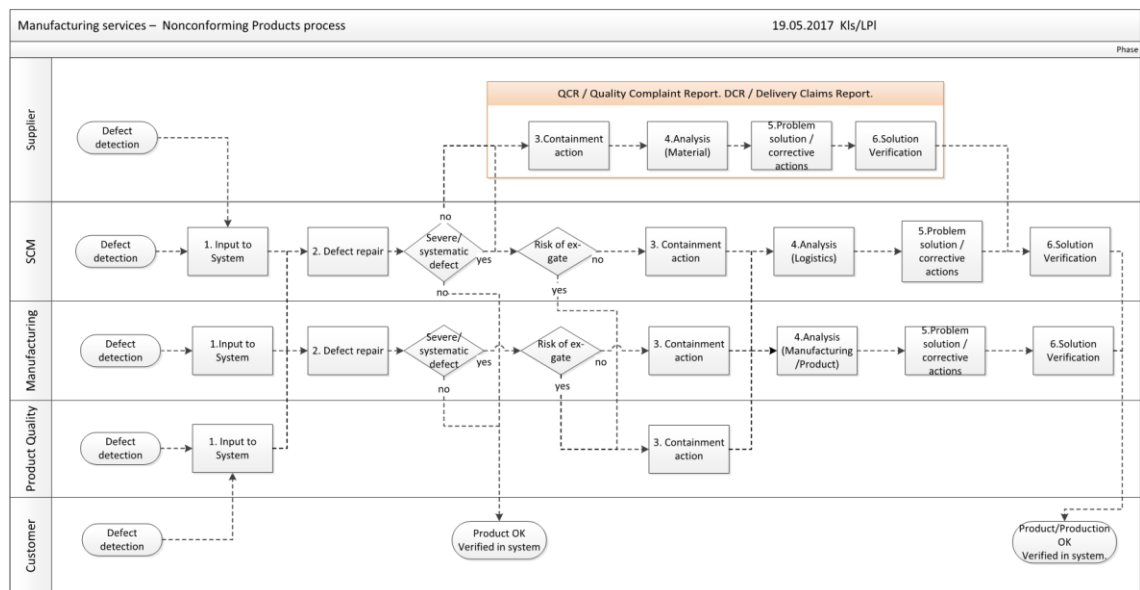 Manufacturing services – Nonconforming Products process
19.05.2017 Kls/LPl
Phase
Supplier
QCR / Quality Complaint Report. DCR / Delivery Claims Report.
Defect
detection
3.Containment
action
4.Analysis
(Material)
5.Problem
solution /
corrective
actions
6.Solution
Verification
no
SCM
Defect
detection
1. Input to
System
2. Defect repair
Severe/
systematic
defect
yes
no
Risk of ex-
gate
no
yes
3. Containment
action
4.Analysis
(Logistics)
5.Problem
solution /
corrective
actions
6.Solution
Verification
Manufacturing
Defect
detection
1.Input to
System
2. Defect repair
Severe/
systematic
defect
yes
no
Risk of ex-
gate
no
yes
3. Containment
action
4.Analysis
(Manufacturing
/Product)
5.Problem
solution /
corrective
actions
6.Solution
Verification
Product Quality
Defect
detection
1. Input to
System
3. Containment
action
Customer
Defect
detection
Product OK
Verified in system
Product/Production
OK
Verified in system.